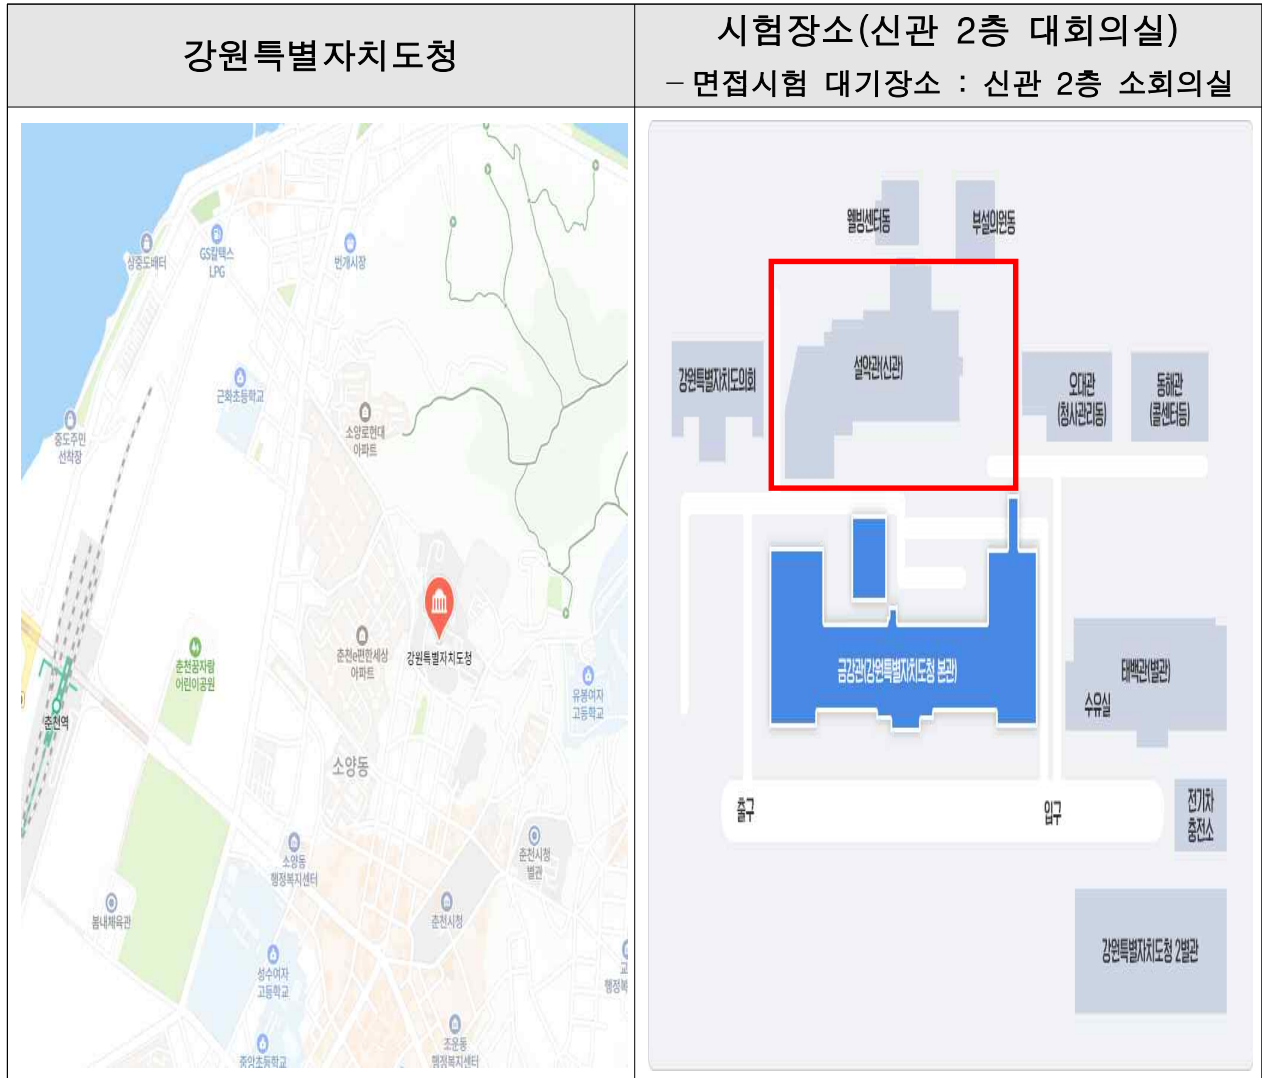 강원특별자치도청
시험장소(신관 2층 대회의실)
– 면접시험 대기장소 : 신관 2층 소회의실
상중도배터
GS칼텍스
LPG
번개시장
근화초등학교
소양로현대
아파트
중도주민
선착장
춘천역
춘천꿈자람
어린이공원
춘천e편한세상
아파트
강원특별자치도청
유봉여자
고등학교
소양동
소양동
행정복지센터
춘천시청
별관
춘천시청
봄내체육관
성수여자
고등학교
중앙초등학교
조운동
행정복지센터
교
행정복
웰빙센터동
부설의원동
강원특별자치도의회
설악관(신관)
오대관
(청사관리동)
동해관
(콜센터등)
금강관(강원특별자치도청 본관)
태백관(별관)
수유실
출구
입구
전기차
충전소
강원특별자치도청 2별관